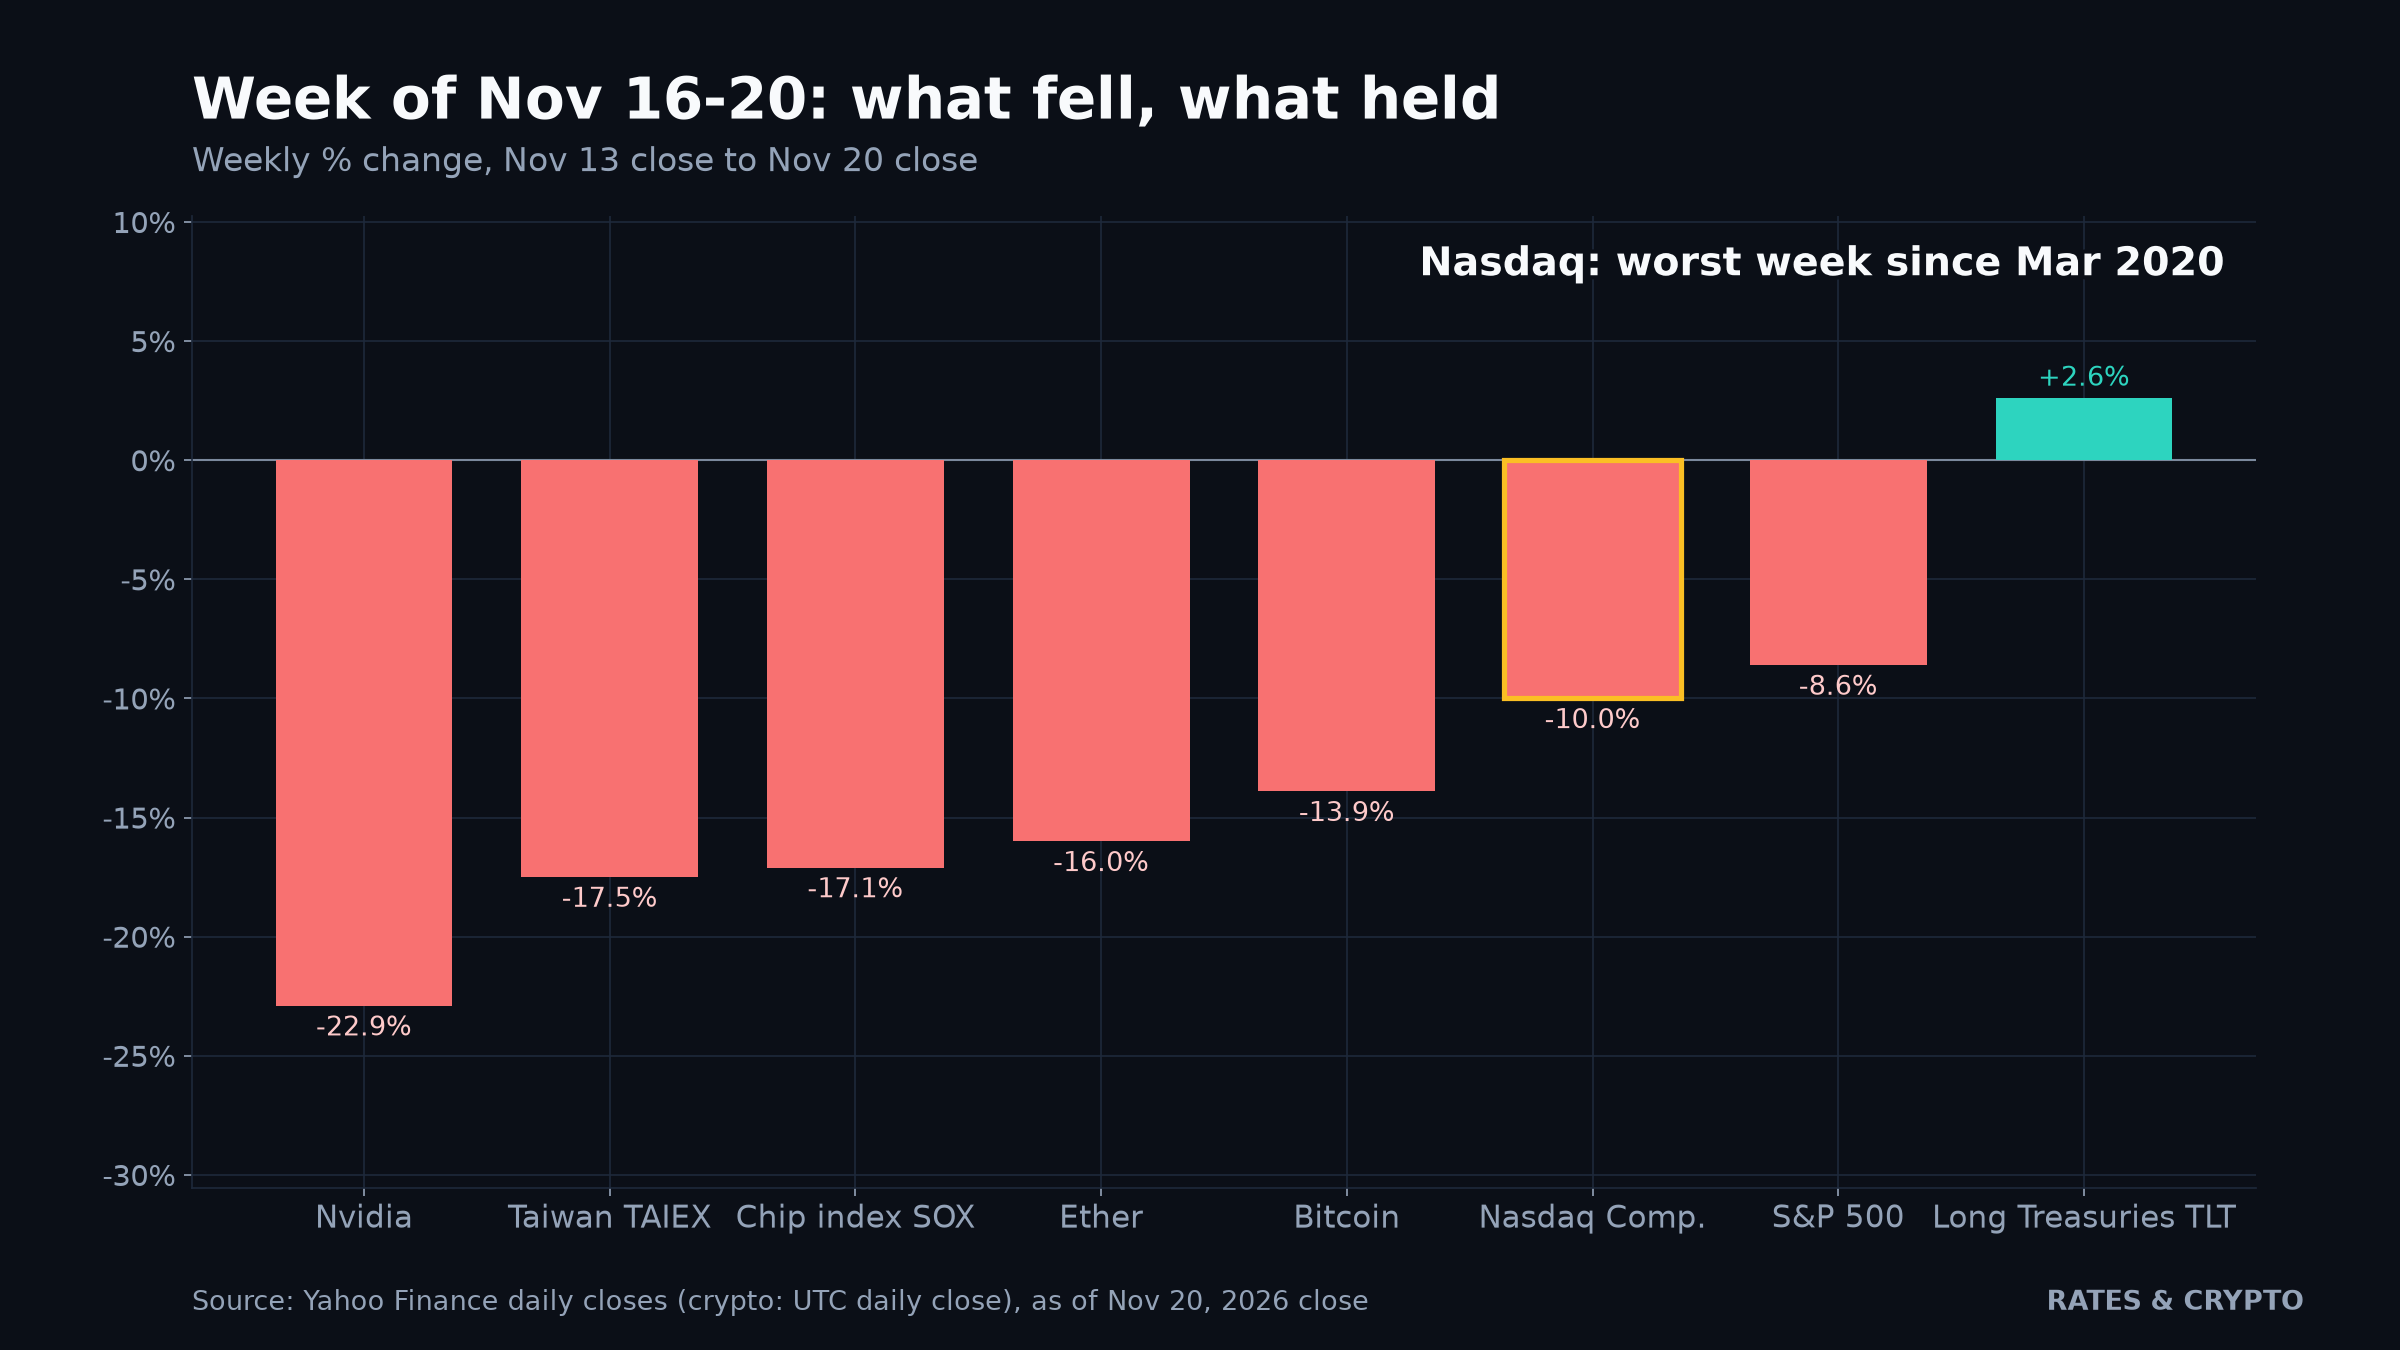 Week of Nov 16-20: what fell, what held
Weekly % change, Nov 13 close to Nov 20 close
10%
5%
0%
-5%
-10%
-15%
-20%
-25%
-30%
Nasdaq: worst week since Mar 2020
-22.9%
-17.5%
-17.1%
-16.0%
-13.9%
-10.0%
-8.6%
+2.6%
Nvidia
Taiwan TAIEX
Chip index SOX
Ether
Bitcoin
Nasdaq Comp.
S&P 500
Long Treasuries TLT
Source: Yahoo Finance daily closes (crypto: UTC daily close), as of Nov 20, 2026 close
RATES & CRYPTO